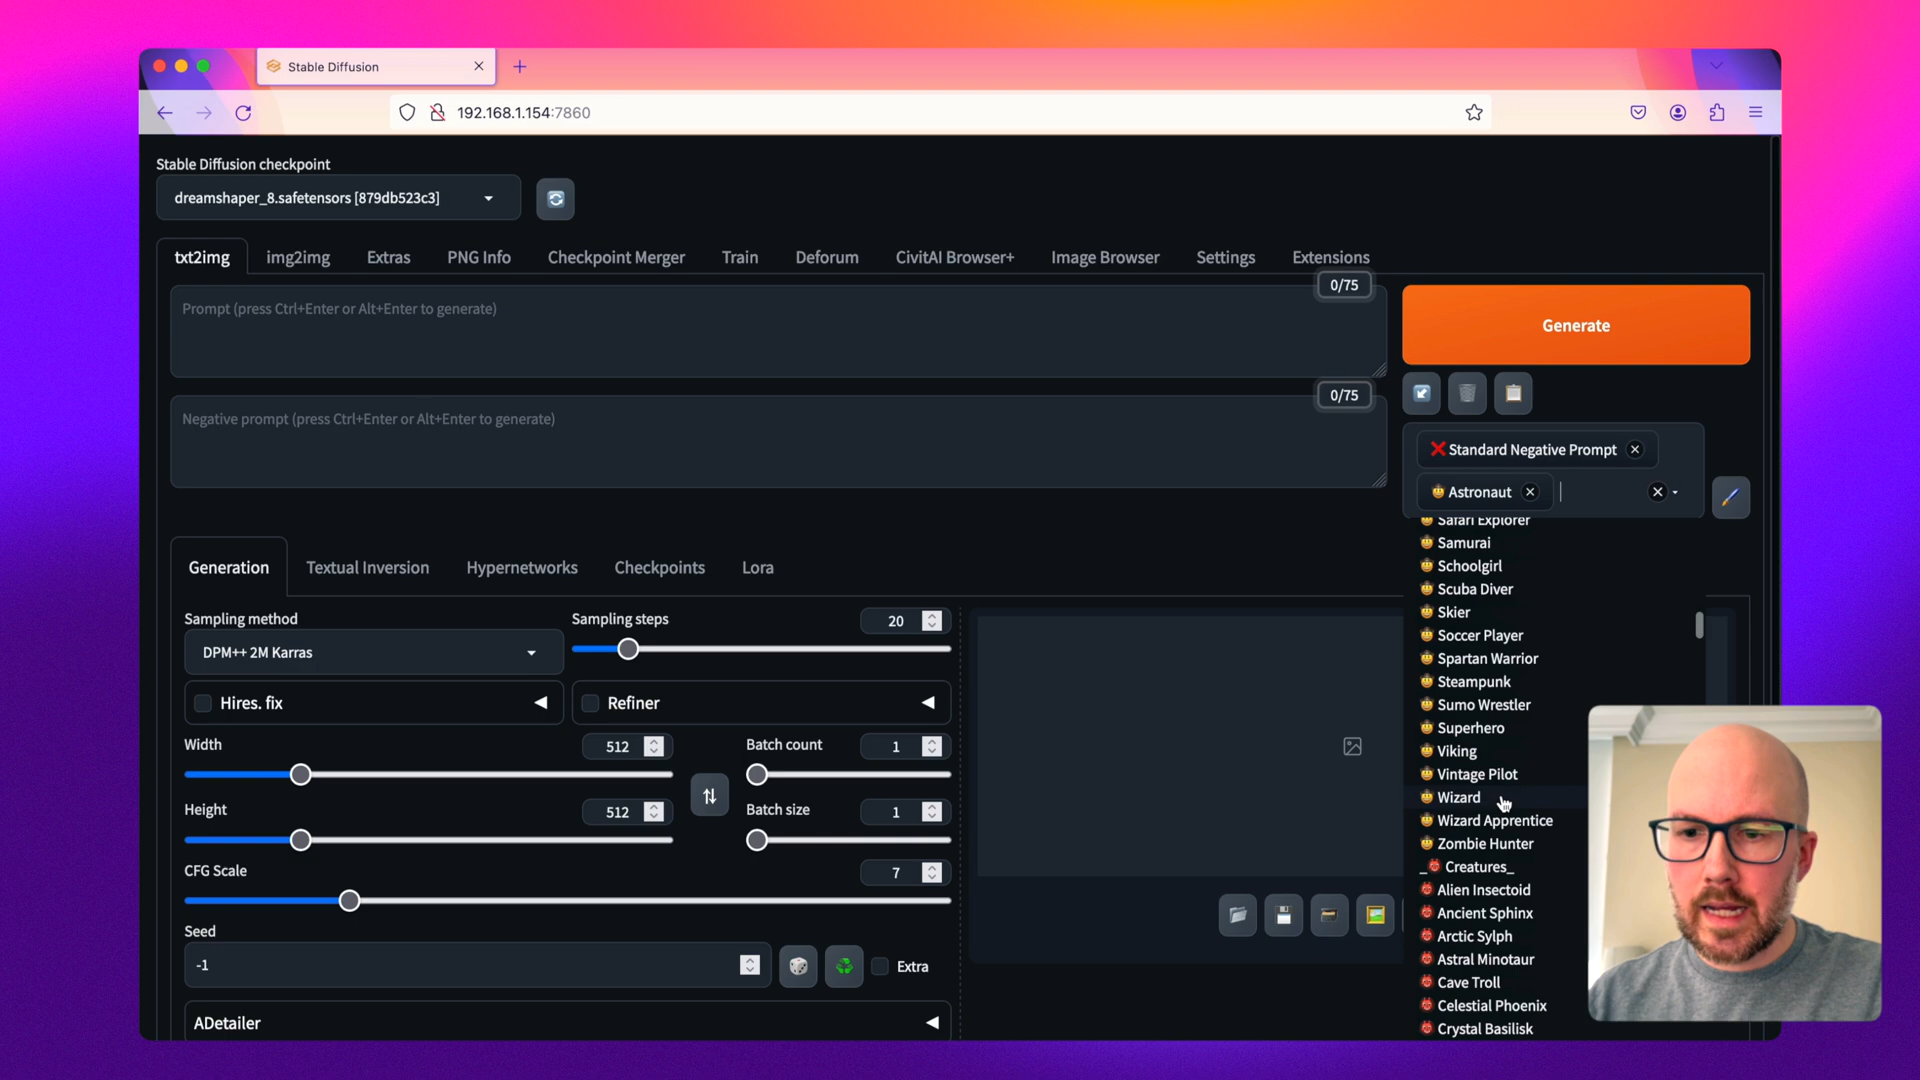 Stable Diffusion
192.168.1.154:7860
Stable Diffusion checkpoint
dreamshaper_8.safetensors [879db523c3]
txt2img img2img Extras PNG Info Checkpoint Merger Train Deforum CivitAI Browser+ Image Browser Settings Extensions
0/75
Prompt (press Ctrl+Enter or Alt+Enter to generate)
Generate
0/75
Negative prompt (press Ctrl+Enter or Alt+Enter to generate)
Standard Negative Prompt
Astronaut
Safari Explorer
Samurai
Schoolgirl
Scuba Diver
Skier
Soccer Player
Spartan Warrior
Steampunk
Sumo Wrestler
Superhero
Viking
Vintage Pilot
Wizard
Wizard Apprentice
Zombie Hunter
_ Creatures_
Alien Insectoid
Ancient Sphinx
Arctic Sylph
Astral Minotaur
Cave Troll
Celestial Phoenix
Crystal Basilisk
Generation Textual Inversion Hypernetworks Checkpoints Lora
Sampling method
DPM++ 2M Karras
Sampling steps
20
Hires. fix
Refiner
Width
512
Batch count
1
Height
512
Batch size
1
CFG Scale
7
Seed
-1
Extra
ADetailer